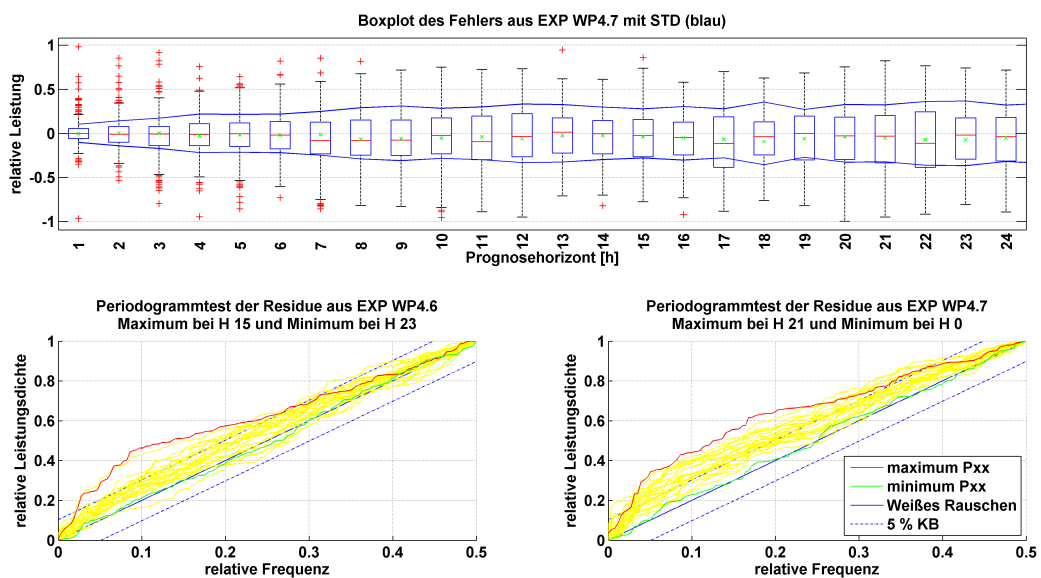 Boxplot des Fehlers aus EXP WP4.7 mit STD (blau)
relative Leistung
1
0.5
0
-0.5
-1
1 2 3 4 5 6 7 8 9 10 11 12 13 14 15 16 17 18 19 20 21 22 23 24
Prognosehorizont [h]
Periodogrammtest der Residue aus EXP WP4.6
Maximum bei H 15 und Minimum bei H 23
relative Leistungsdichte
1
0.8
0.6
0.4
0.2
0
0 0.1 0.2 0.3 0.4 0.5
relative Frequenz
Periodogrammtest der Residue aus EXP WP4.7
Maximum bei H 21 und Minimum bei H 0
relative Leistungsdichte
1
0.8
0.6
0.4
0.2
0
0 0.1 0.2 0.3 0.4 0.5
relative Frequenz
maximum Pxx
minimum Pxx
Weißes Rauschen
5 % KB